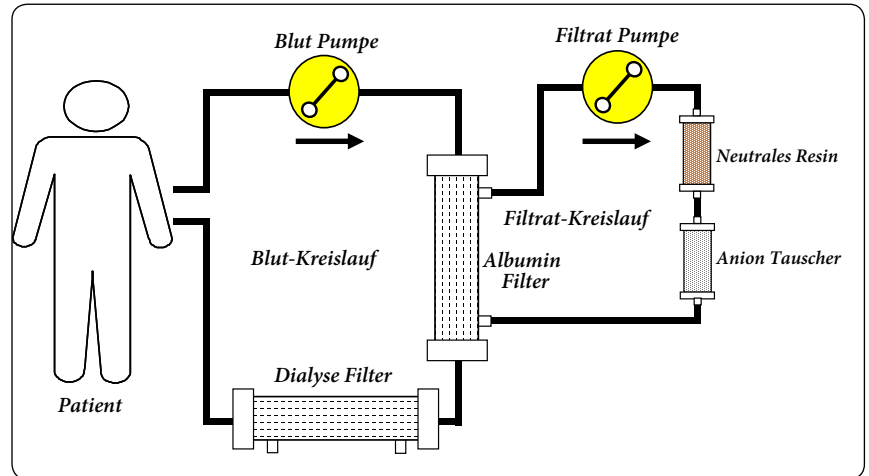 Blut Pumpe
Filtrat Pumpe
Neutrales Resin
Filtrat-Kreislauf
Blut-Kreislauf
Albumin
Filter
Anion Tauscher
Dialyse Filter
Patient